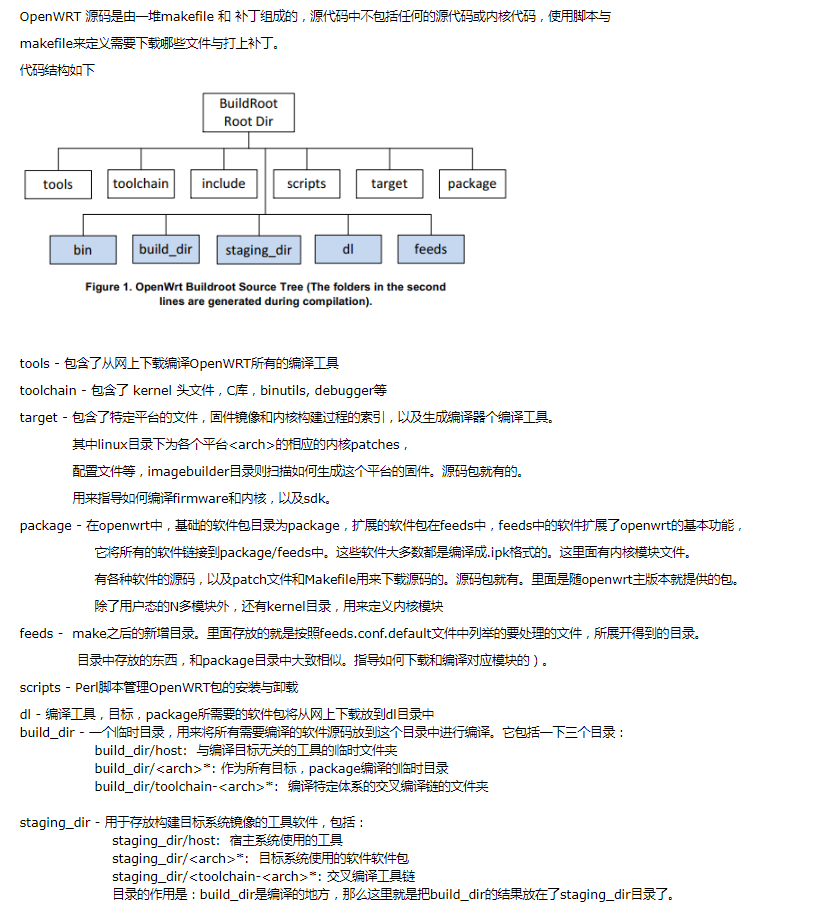 OpenWRT 源码是由一堆makefile 和 补丁组成的，源代码中不包括任何的源代码或内核代码，使用脚本与
makefile来定义需要下载哪些文件与打上补丁。
代码结构如下
BuildRoot
Root Dir
tools toolchain include scripts target package
bin build_dir staging_dir dl feeds
Figure 1. OpenWrt Buildroot Source Tree (The folders in the second
lines are generated during compilation).
tools - 包含了从网上下载编译OpenWRT所有的编译工具
toolchain - 包含了 kernel 头文件，C库，binutils, debugger等
target - 包含了特定平台的文件，固件镜像和内核构建过程的索引，以及生成编译器个编译工具。
其中linux目录下为各个平台<arch>的相应的内核patches，
配置文件等，imagebuilder目录则扫描如何生成这个平台的固件。源码包就有的。
用来指导如何编译firmware和内核，以及sdk。
package - 在openwrt中，基础的软件包目录为package，扩展的软件包在feeds中，feeds中的软件扩展了openwrt的基本功能，
它将所有的软件链接到package/feeds中。这些软件大多数都是编译成.ipk格式的。这里面有内核模块文件。
有各种软件的源码，以及patch文件和Makefile用来下载源码的。源码包就有。里面是随openwrt主版本就提供的包。
除了用户态的N多模块外，还有kernel目录，用来定义内核模块
feeds - make之后的新增目录。里面存放的就是按照feeds.conf.default文件中列举的要处理的文件，所展开得到的目录。
目录中存放的东西，和package目录中大致相似。指导如何下载和编译对应模块的）。
scripts - Perl脚本管理OpenWRT包的安装与卸载
dl - 编译工具，目标，package所需要的软件包将从网上下载放到dl目录中
build_dir - 一个临时目录，用来将所有需要编译的软件源码放到这个目录中进行编译。它包括一下三个目录：
build_dir/host: 与编译目标无关的工具的临时文件夹
build_dir/<arch>*: 作为所有目标，package编译的临时目录
build_dir/toolchain-<arch>*: 编译特定体系的交叉编译链的文件夹
staging_dir - 用于存放构建目标系统镜像的工具软件，包括：
staging_dir/host: 宿主系统使用的工具
staging_dir/<arch>*: 目标系统使用的软件软件包
staging_dir/<toolchain-<arch>*: 交叉编译工具链
目录的作用是：build_dir是编译的地方，那么这里就是把build_dir的结果放在了staging_dir目录了。